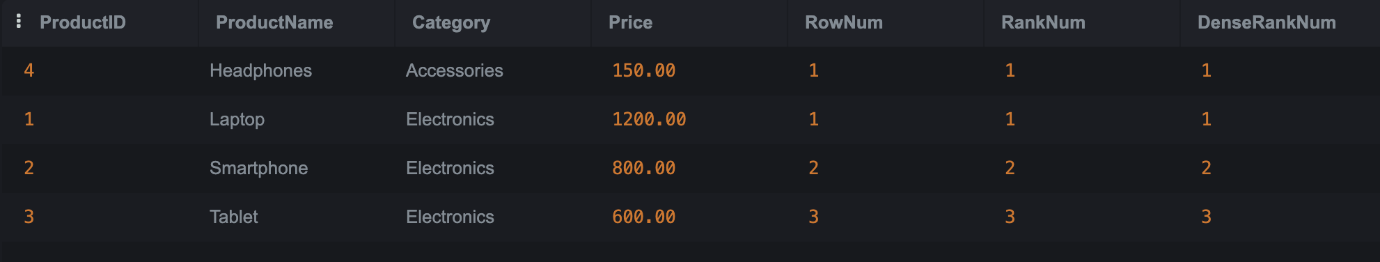 ProductID ProductName Category Price RowNum RankNum DenseRankNum
4 Headphones Accessories 150.00 1 1 1
1 Laptop Electronics 1200.00 1 1 1
2 Smartphone Electronics 800.00 2 2 2
3 Tablet Electronics 600.00 3 3 3